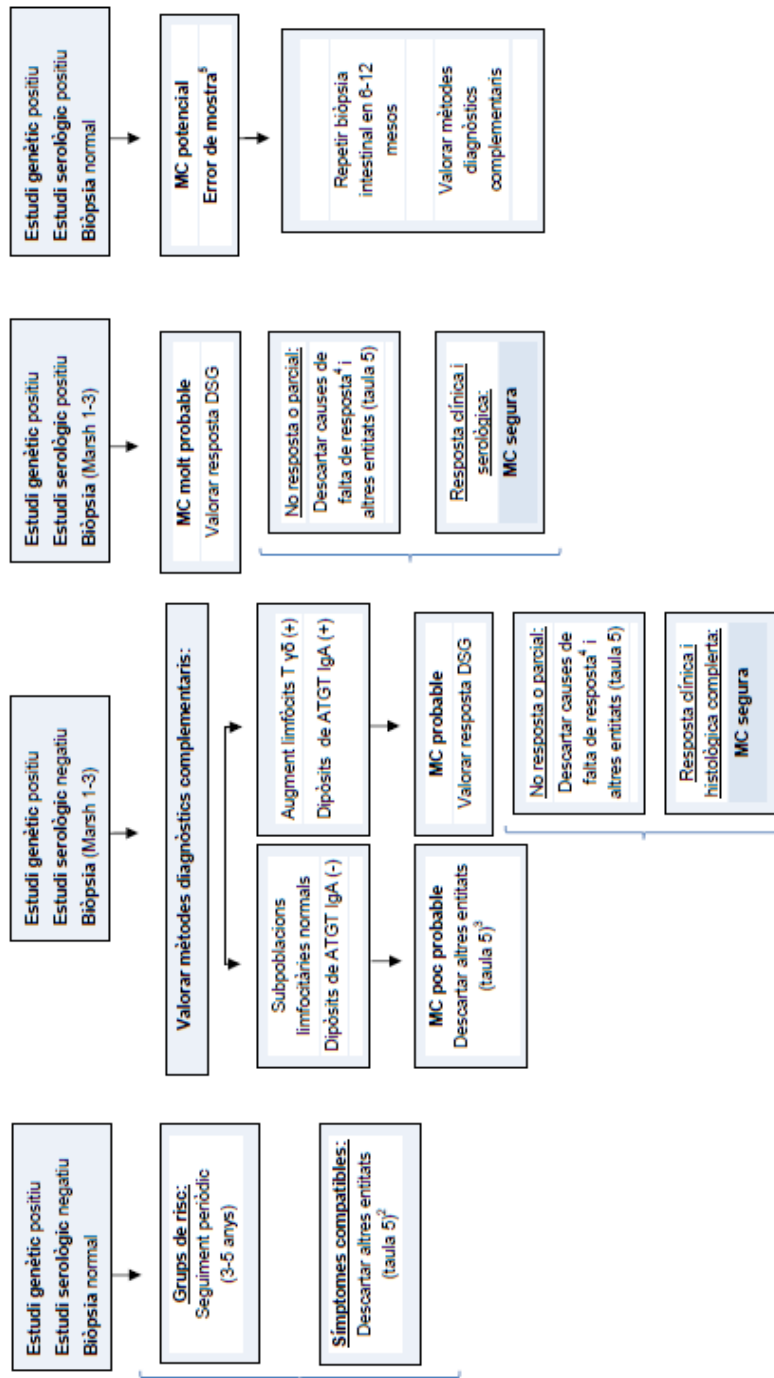 Estudi genètic positiu
Estudi serològic negatiu
Biòpsia normal
Grups de risc:
Seguiment periòdic
(3-5 anys)
Símptomes compatibles:
Descartar altres entitats
(taula 5)²
Estudi genètic positiu
Estudi serològic negatiu
Biòpsia (Marsh 1-3)
Valorar mètodes diagnòstics complementaris:
Subpoblacions
limfocitàries normals
Dipòsits de ATGT IgA (-)
MC poc probable
Descartar altres entitats
(taula 5)³
Augment limfòcits T γδ (+)
Dipòsits de ATGT IgA (+)
MC probable
Valorar resposta DSG
No resposta o parcial:
Descartar causes de
falta de resposta⁴ i
altres entitats (taula 5)
Resposta clínica i
histològica complerta:
MC segura
Estudi genètic positiu
Estudi serològic positiu
Biòpsia (Marsh 1-3)
MC molt probable
Valorar resposta DSG
No resposta o parcial:
Descartar causes de
falta de resposta⁴ i
altres entitats (taula 5)
Resposta clínica i
serològica:
MC segura
Estudi genètic positiu
Estudi serològic positiu
Biòpsia normal
MC potencial
Error de mostra⁵
Repetir biòpsia
intestinal en 6-12
mesos
Valorar mètodes
diagnòstics
complementaris